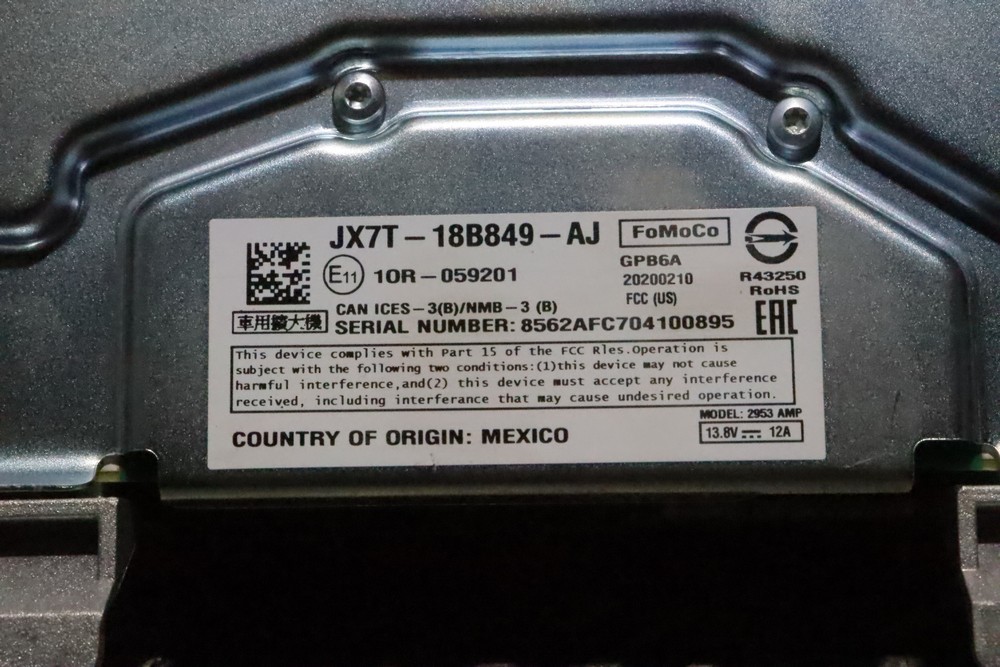 JX7T-18B849-AJ
FoMoCo
E11 10R-059201
GPB6A
20200210
FCC (US)
R43250
RoHS
EAC
CAN ICES-3(B)/NMB-3 (B)
車用擴大機
SERIAL NUMBER: 8562AFC704100895
This device complies with Part 15 of the FCC Rles.Operation is
subject with the following two conditions:(1)this device may not cause
harmful interference,and(2) this device must accept any interference
received, including interferance that may cause undesired operation.
MODEL: 2953 AMP
13.8V 12A
COUNTRY OF ORIGIN: MEXICO